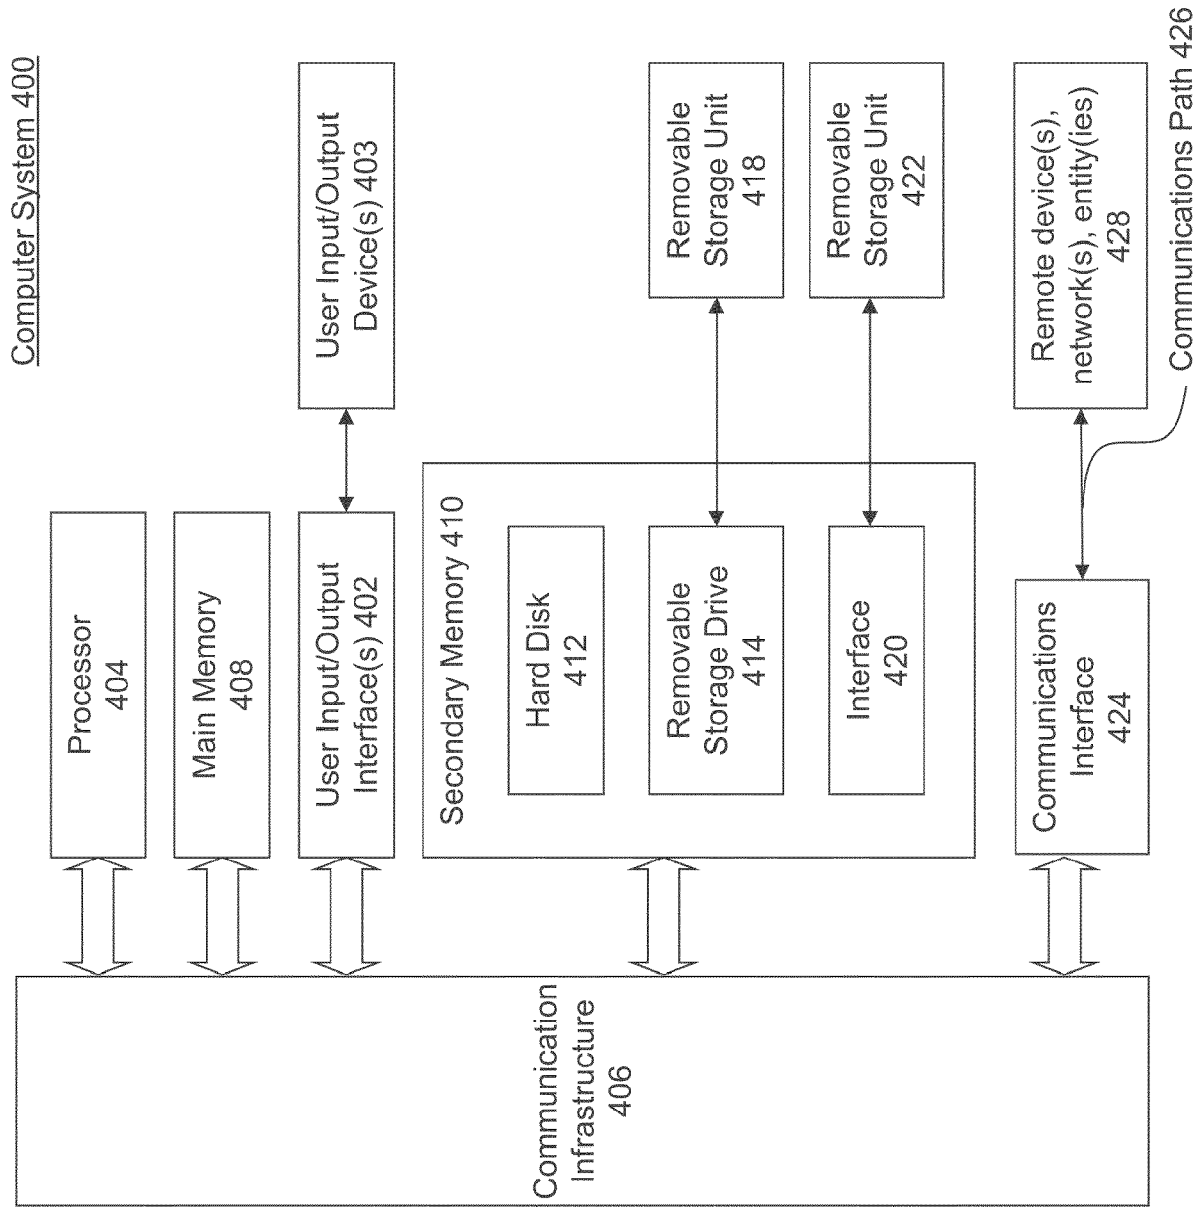 Computer System 400
Processor
404
Main Memory
408
User Input/Output
Interface(s) 402
User Input/Output
Device(s) 403
Secondary Memory 410
Hard Disk
412
Removable
Storage Drive
414
Removable
Storage Unit
418
Interface
420
Removable
Storage Unit
422
Communications
Interface
424
Remote device(s),
network(s), entity(ies)
428
Communications Path 426
Communication
Infrastructure
406